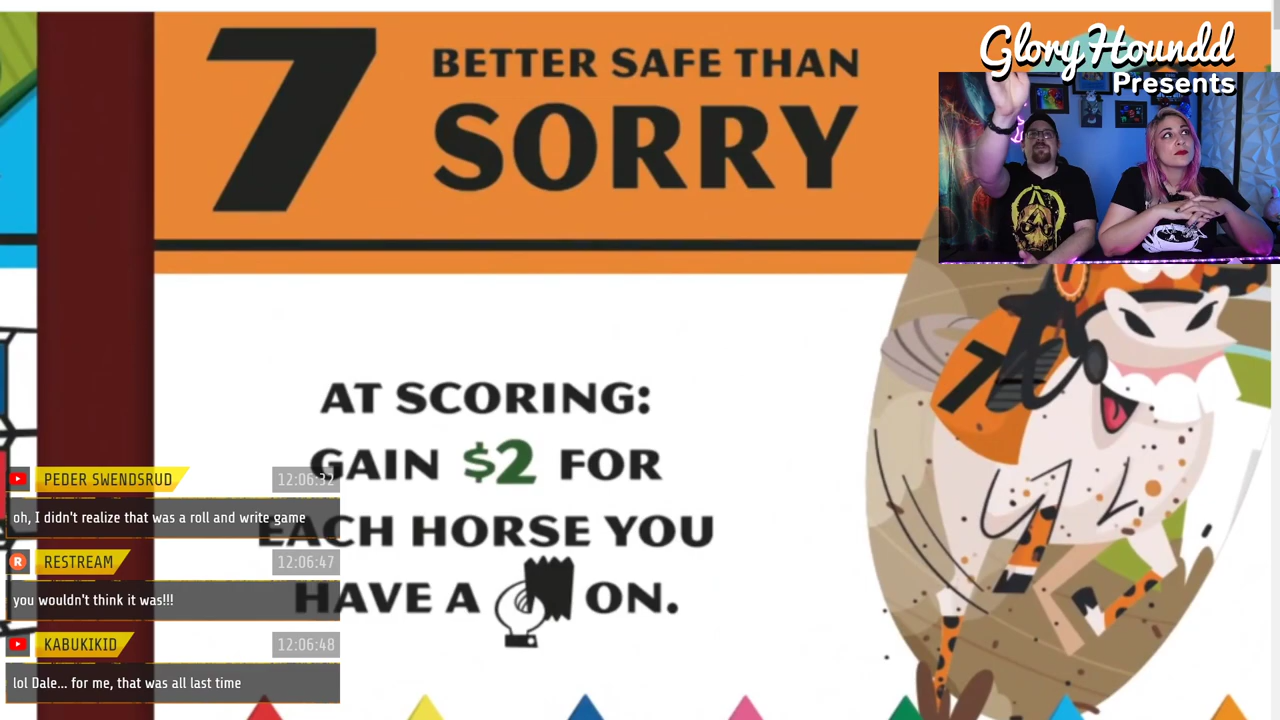 7
BETTER SAFE THAN
SORRY
GloryHoundd
Presents
7
AT SCORING:
GAIN $2 FOR
EACH HORSE YOU
HAVE A ON.
PEDER SWENDSRUD 12:06:32
oh, I didn't realize that was a roll and write game
R RESTREAM 12:06:47
you wouldn't think it was!!!
KABUKIKID 12:06:48
lol Dale... for me, that was all last time